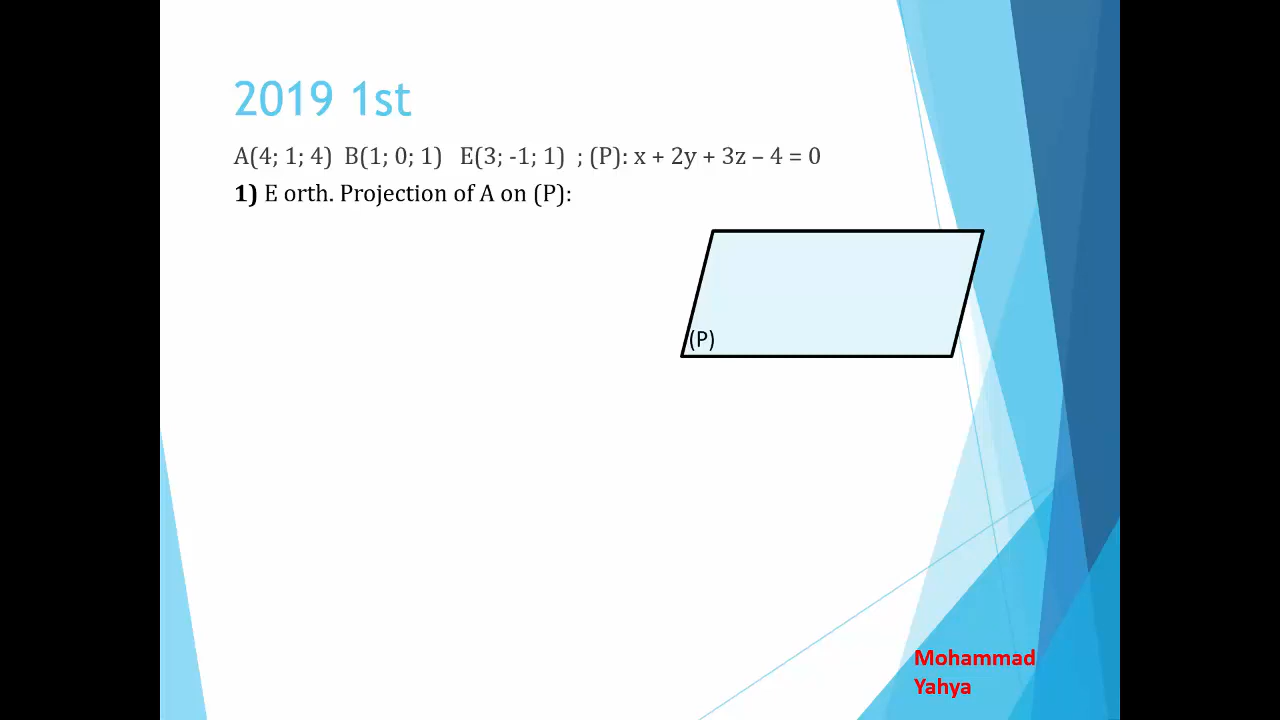 2019 1st
A(4; 1; 4)  B(1; 0; 1)   E(3; -1; 1)  ; (P): x + 2y + 3z – 4 = 0
1) E orth. Projection of A on (P):
(P)
Mohammad
Yahya